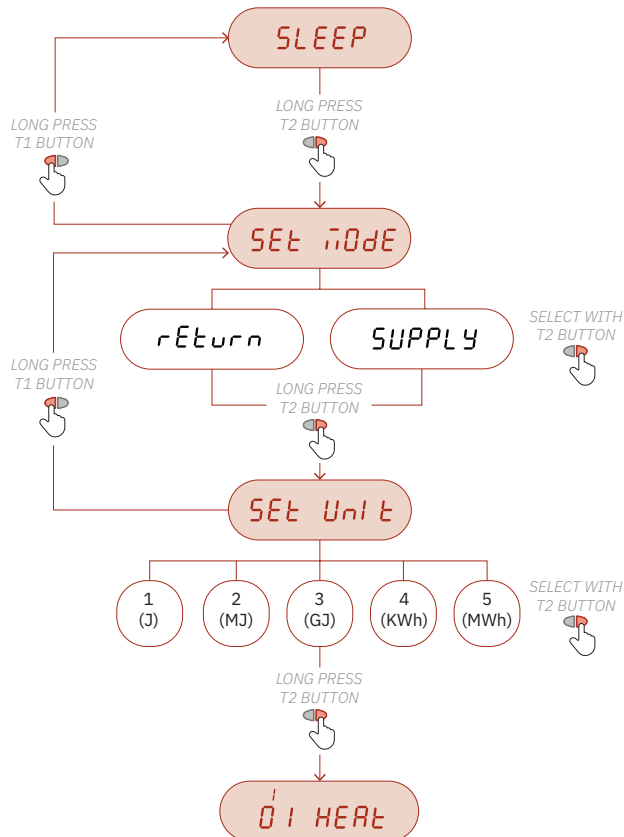 SLEEP
LONG PRESS
T2 BUTTON
LONG PRESS
T1 BUTTON
SEt modE
rEturn
SUPPLY
SELECT WITH
T2 BUTTON
LONG PRESS
T1 BUTTON
LONG PRESS
T2 BUTTON
SEt UnIt
1
(J)
2
(MJ)
3
(GJ)
4
(KWh)
5
(MWh)
SELECT WITH
T2 BUTTON
LONG PRESS
T2 BUTTON
01 HEAt